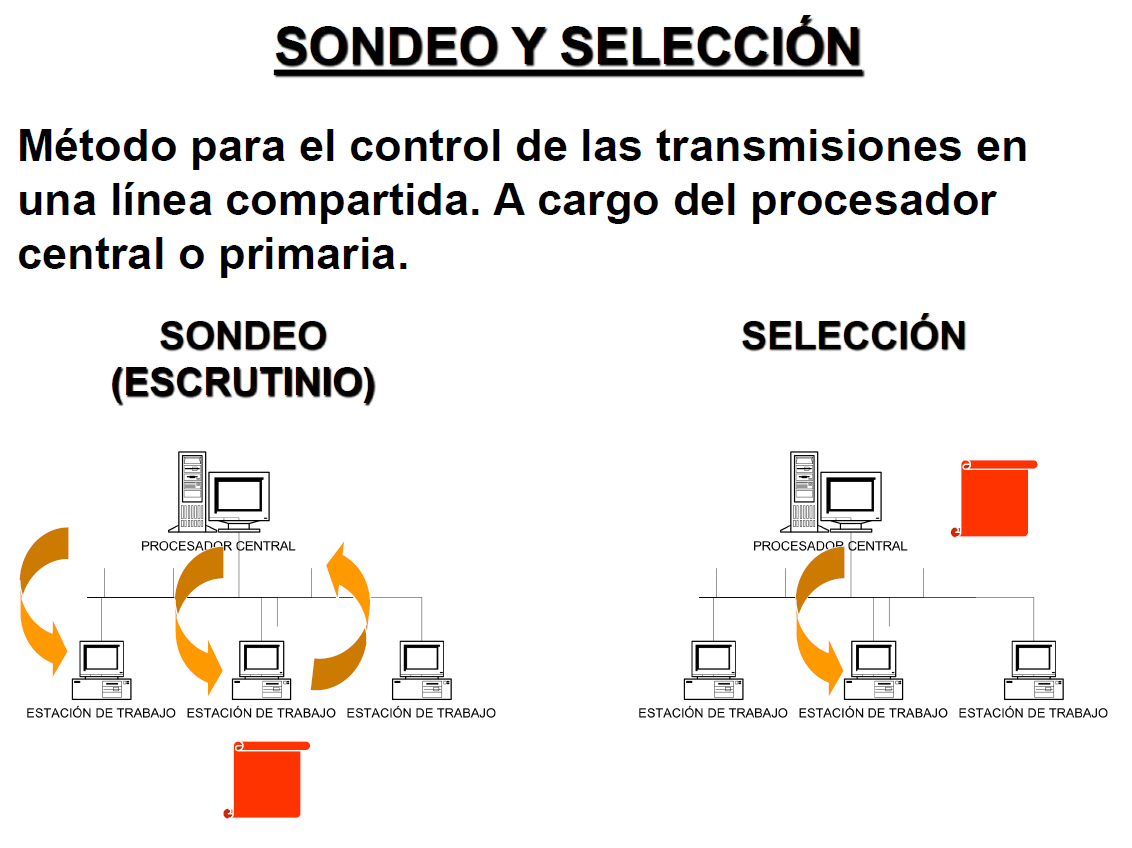 SONDEO Y SELECCIÓN
Método para el control de las transmisiones en
una línea compartida. A cargo del procesador
central o primaria.
SONDEO
(ESCRUTINIO)
PROCESADOR CENTRAL
ESTACIÓN DE TRABAJO ESTACIÓN DE TRABAJO ESTACIÓN DE TRABAJO
SELECCIÓN
PROCESADOR CENTRAL
ESTACIÓN DE TRABAJO ESTACIÓN DE TRABAJO ESTACIÓN DE TRABAJO